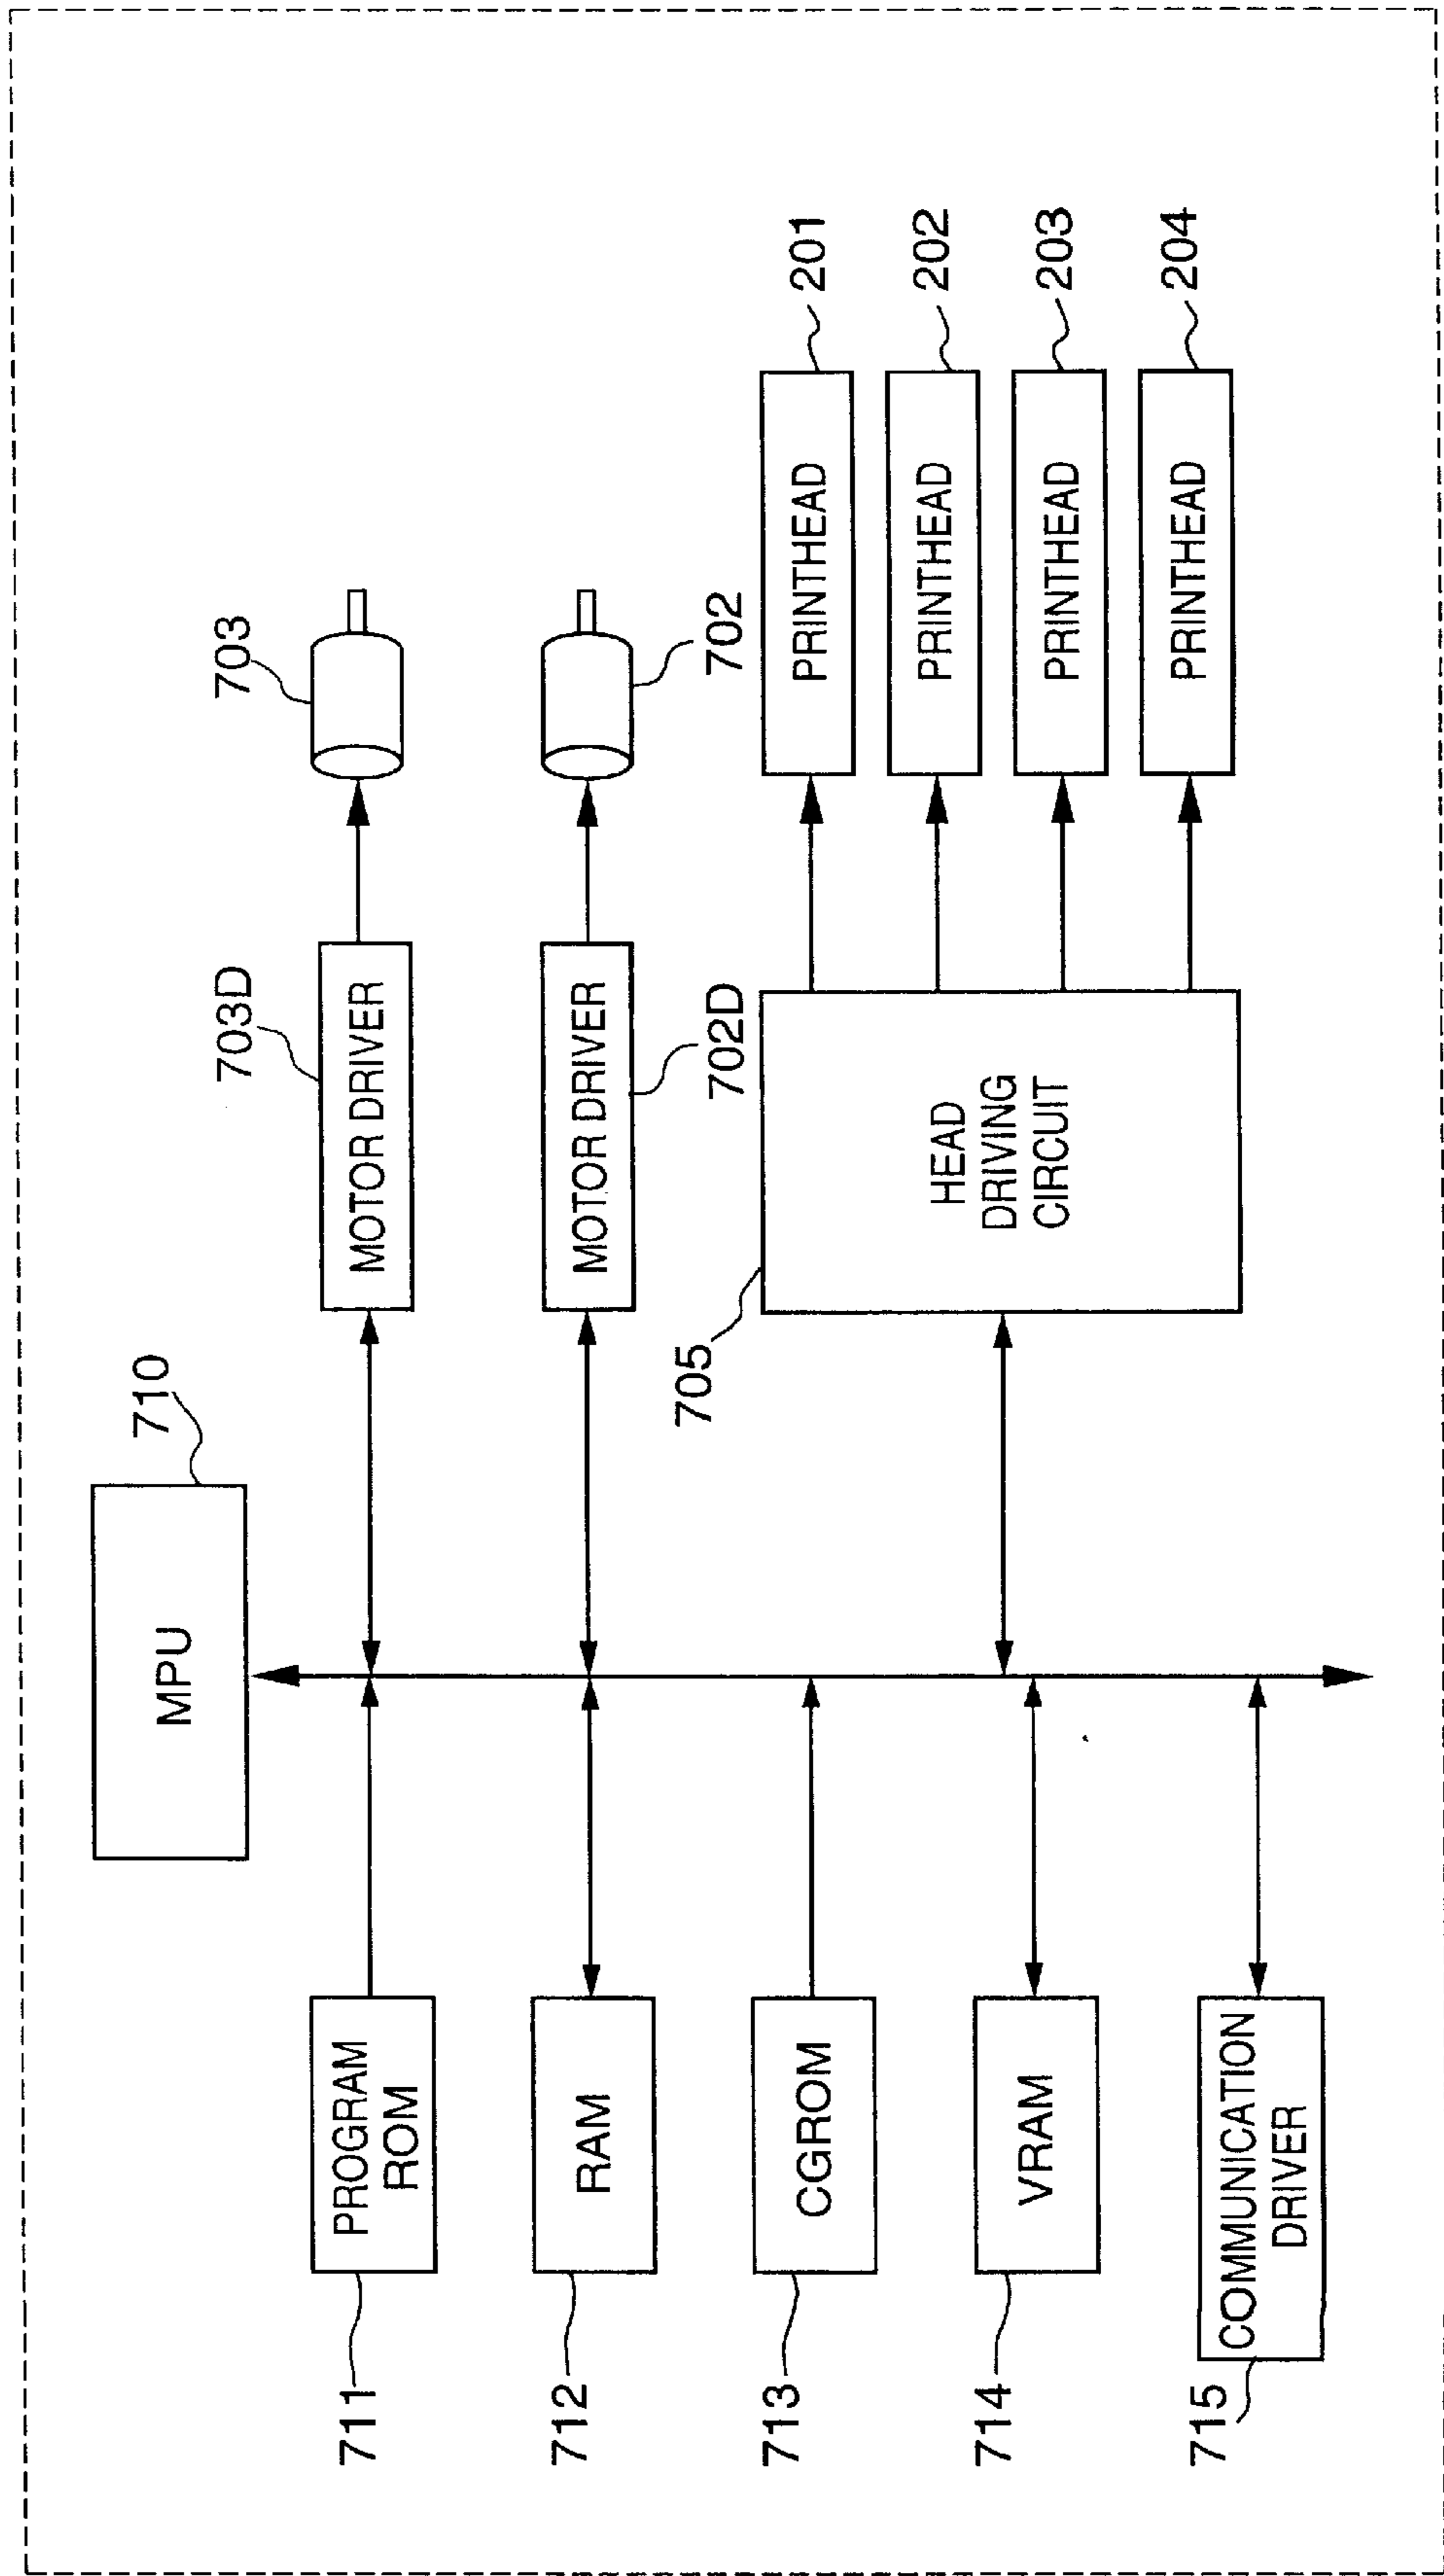 MPU
710
PROGRAM
ROM
711
RAM
712
CGROM
713
VRAM
714
COMMUNICATION
DRIVER
715
703D
MOTOR DRIVER
703
MOTOR DRIVER
702D
702
705
HEAD
DRIVING
CIRCUIT
PRINTHEAD
201
PRINTHEAD
202
PRINTHEAD
203
PRINTHEAD
204